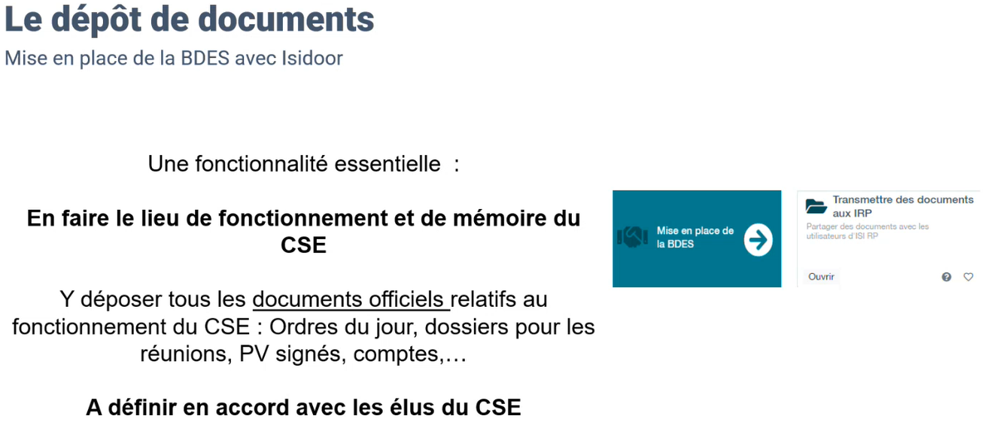 Le dépôt de documents
Mise en place de la BDES avec Isidoor
Une fonctionnalité essentielle  :
En faire le lieu de fonctionnement et de mémoire du
CSE
Y déposer tous les documents officiels relatifs au
fonctionnement du CSE : Ordres du jour, dossiers pour les
réunions, PV signés, comptes,…
A définir en accord avec les élus du CSE
Mise en place de
la BDES
Transmettre des documents
aux IRP
Partager des documents avec les
utilisateurs d'ISI RP
Ouvrir
?